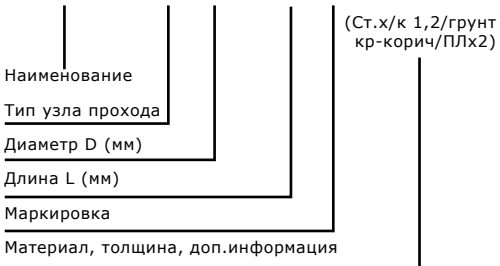 (Ст.х/к 1,2/грунт
кр-корич/ПЛх2)
Наименование
Тип узла прохода
Диаметр D (мм)
Длина L (мм)
Маркировка
Материал, толщина, доп.информация